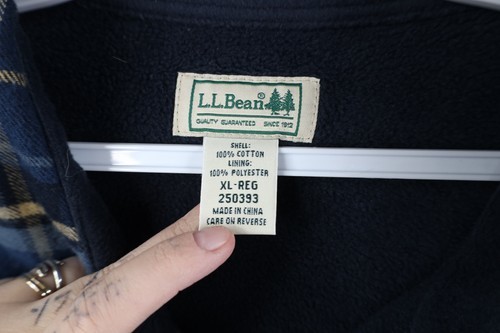 L.L.Bean®
QUALITY GUARANTEED SINCE 1912
SHELL:
100% COTTON
LINING:
100% POLYESTER
XL-REG
250393
MADE IN CHINA
CARE ON REVERSE